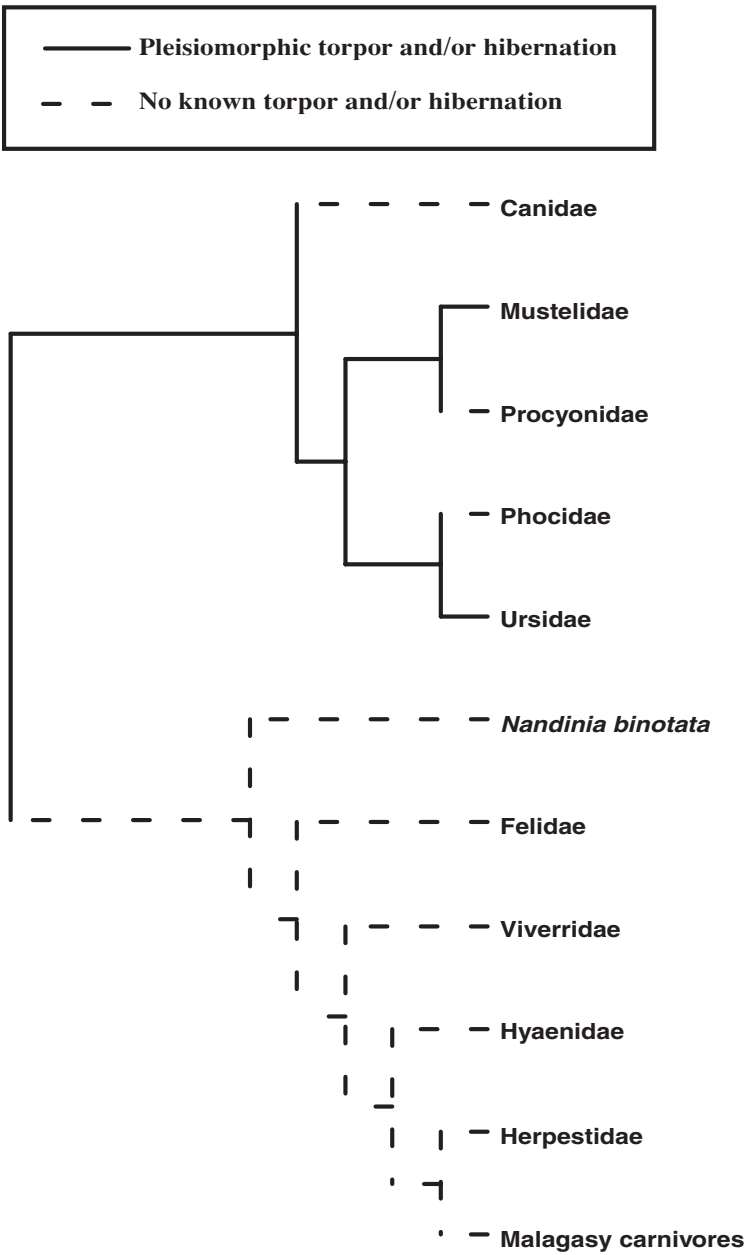 Pleisiomorphic torpor and/or hibernation
No known torpor and/or hibernation
Canidae
Mustelidae
Procyonidae
Phocidae
Ursidae
Nandinia binotata
Felidae
Viverridae
Hyaenidae
Herpestidae
Malagasy carnivores